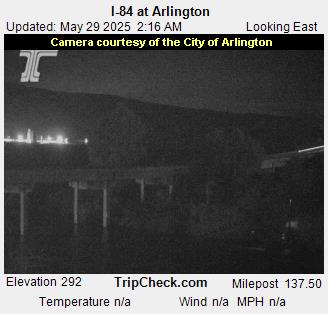 I-84 at Arlington
Updated: May 29 2025 2:16 AM Looking East
Camera courtesy of the City of Arlington
Elevation 292 TripCheck.com Milepost 137.50
Temperature n/a Wind n/a MPH n/a